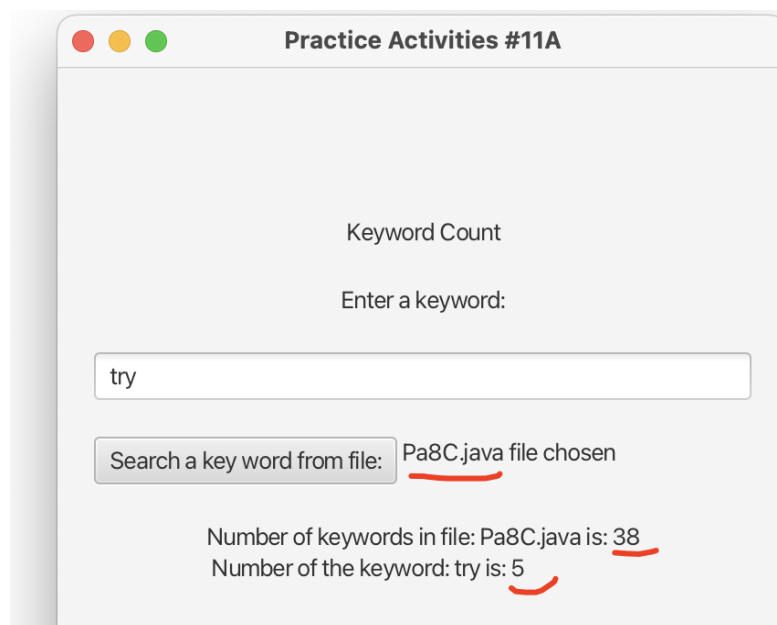 Practice Activities #11A
Keyword Count
Enter a keyword:
try
Search a key word from file: Pa8C.java file chosen
Number of keywords in file: Pa8C.java is: 38
Number of the keyword: try is: 5